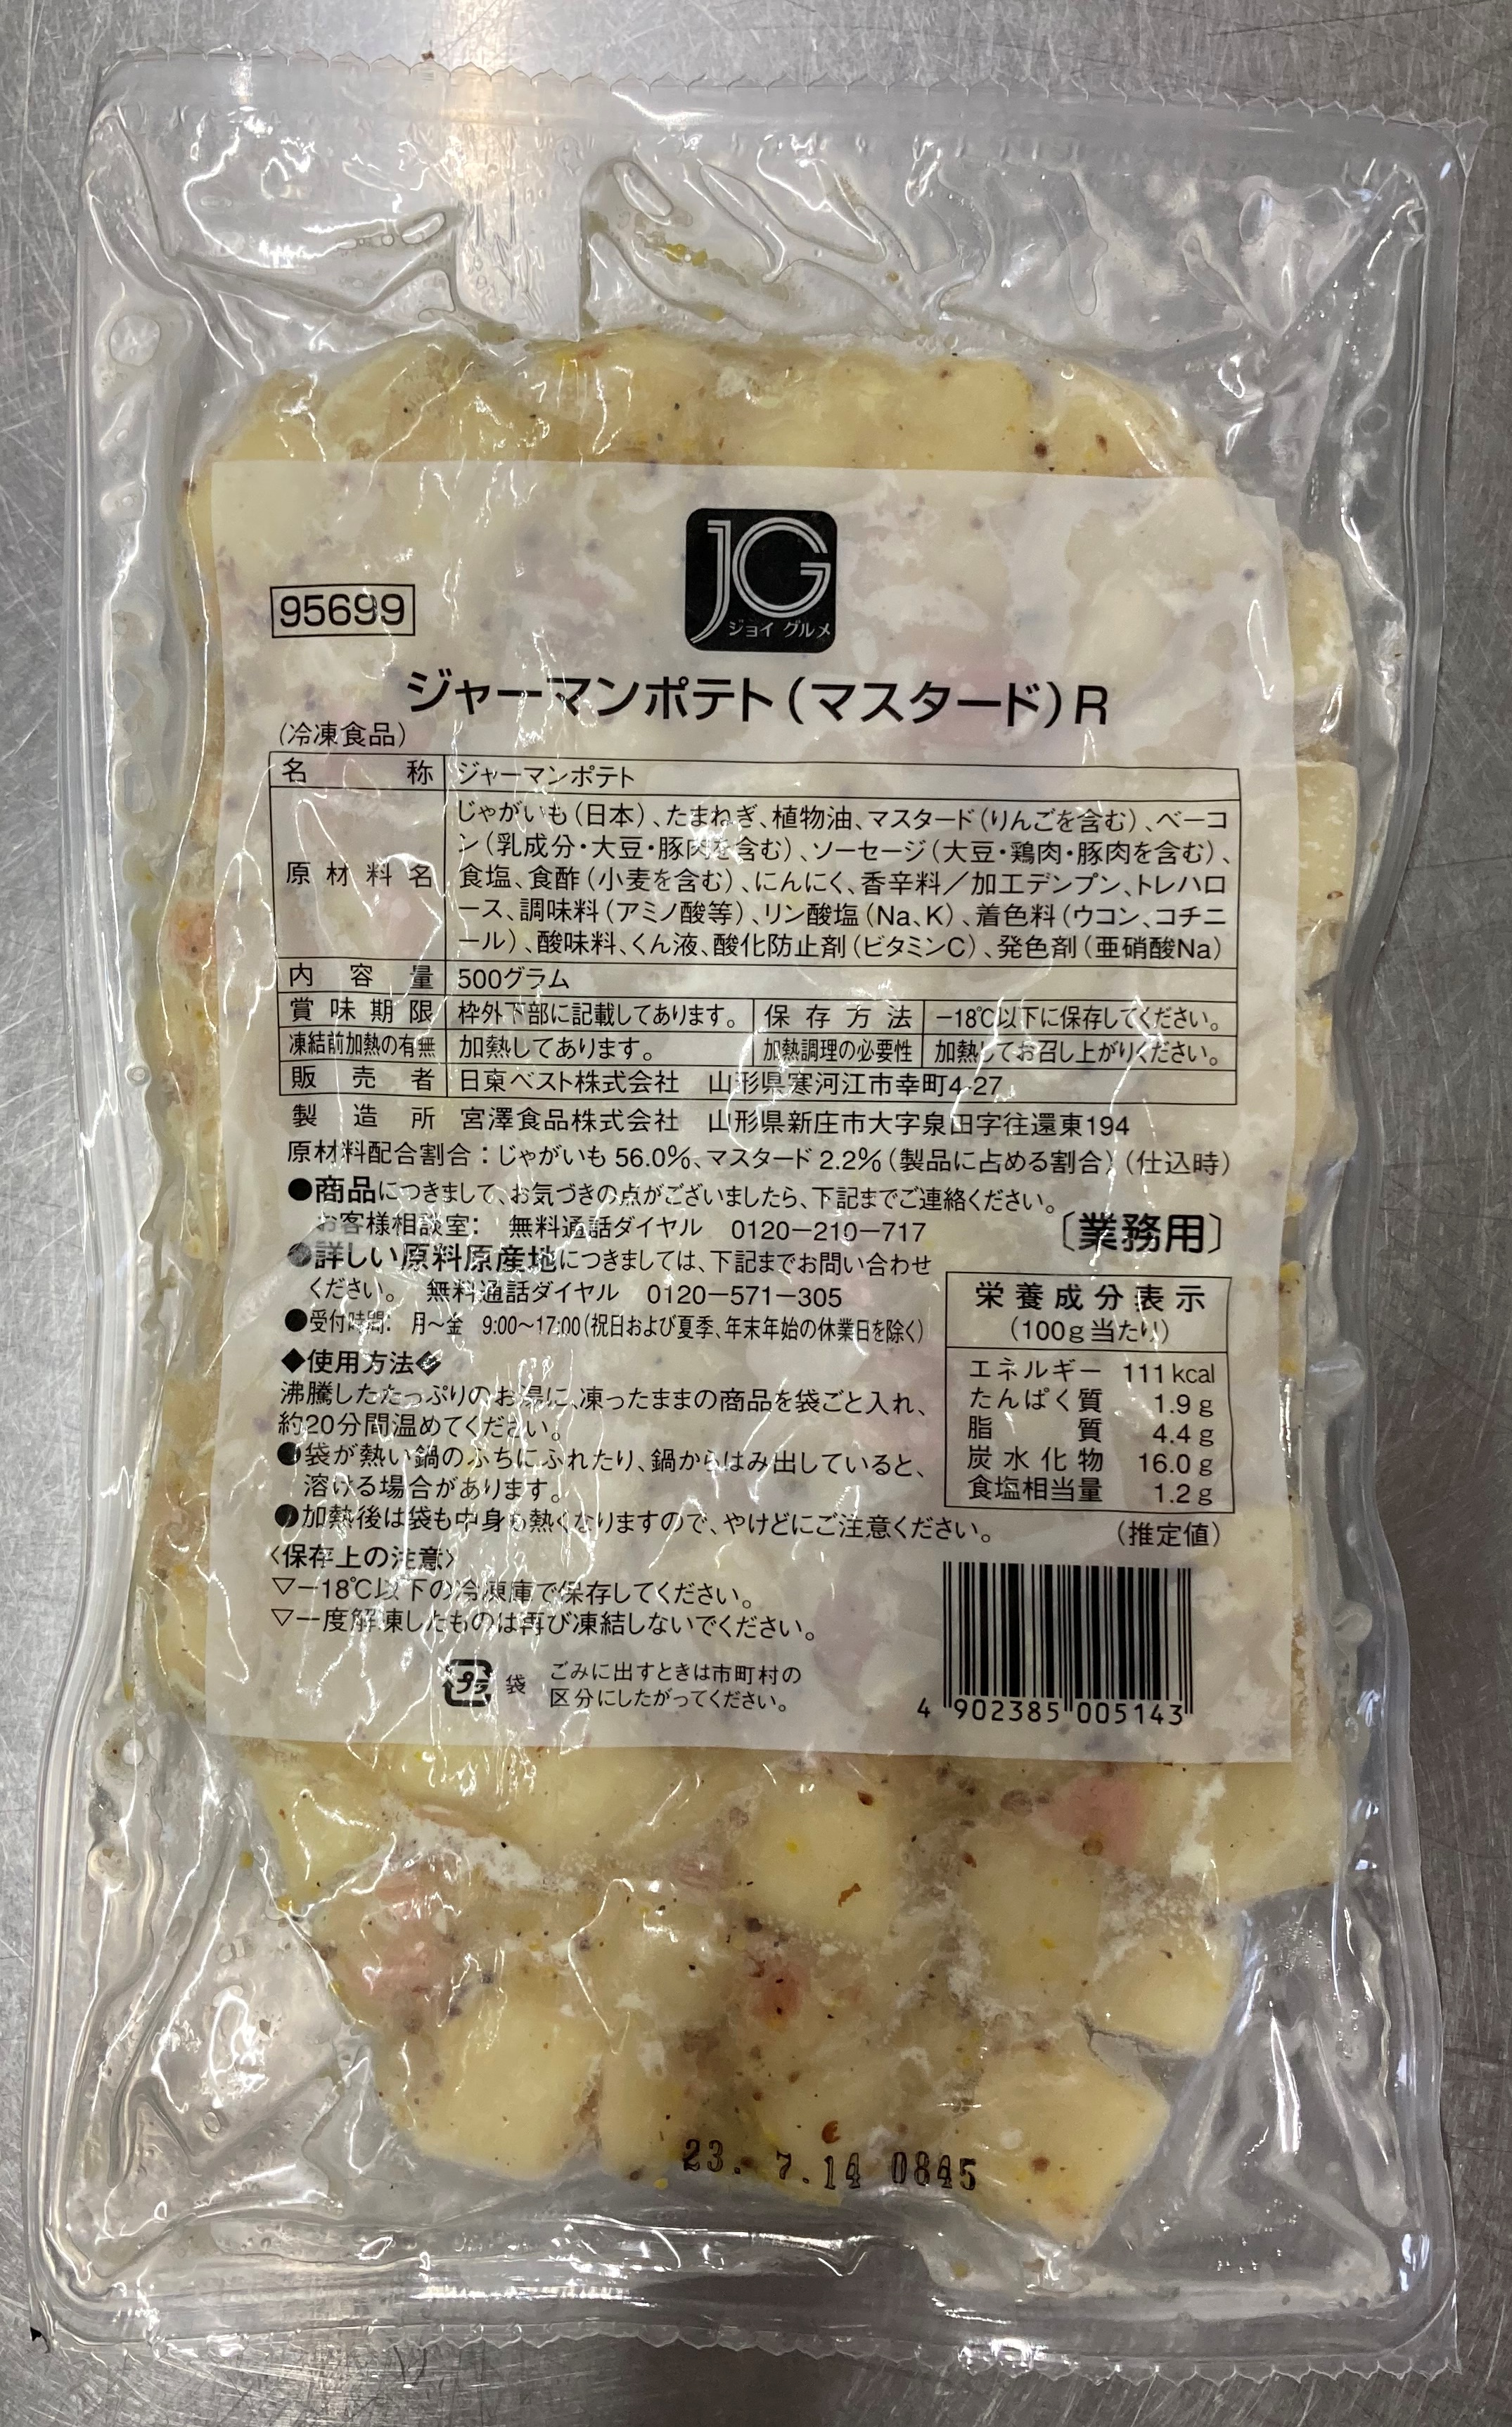 JG
ジョイ グルメ
95699
ジャーマンポテト（マスタード）R
（冷凍食品）
名称 ジャーマンポテト
原材料名 じゃがいも（日本）、たまねぎ、植物油、マスタード（りんごを含む）、ベーコ
ン（乳成分・大豆・豚肉を含む）、ソーセージ（大豆・鶏肉・豚肉を含む）、
食塩、食酢（小麦を含む）、にんにく、香辛料／加工デンプン、トレハロ
ース、調味料（アミノ酸等）、リン酸塩（Na、K）、着色料（ウコン、コチニ
ール）、酸味料、くん液、酸化防止剤（ビタミンC）、発色剤（亜硝酸Na）
内容量 500グラム
賞味期限 枠外下部に記載してあります。 保存方法 −18℃以下に保存してください。
凍結前加熱の有無 加熱してあります。 加熱調理の必要性 加熱してお召し上がりください。
販売者 日東ベスト株式会社 山形県寒河江市幸町4-27
製造所 宮澤食品株式会社 山形県新庄市大字泉田字往還東194
原材料配合割合：じゃがいも 56.0%、マスタード 2.2%（製品に占める割合）（仕込時）
●商品につきまして、お気づきの点がございましたら、下記までご連絡ください。
お客様相談室： 無料通話ダイヤル 0120−210−717
〔業務用〕
●詳しい原料原産地につきましては、下記までお問い合わせ
ください。 無料通話ダイヤル 0120−571−305
●受付時間： 月〜金 9:00〜17:00（祝日および夏季、年末年始の休業日を除く）
◆使用方法◆
沸騰したたっぷりのお湯に、凍ったままの商品を袋ごと入れ、
約20分間温めてください。
●袋が熱い鍋のふちにふれたり、鍋からはみ出していると、
溶ける場合があります。
●加熱後は袋も中身も熱くなりますので、やけどにご注意ください。
〈保存上の注意〉
▽−18℃以下の冷凍庫で保存してください。
▽一度解凍したものは再び凍結しないでください。
栄養成分表示
（100g当たり）
エネルギー 111kcal
たんぱく質 1.9g
脂質 4.4g
炭水化物 16.0g
食塩相当量 1.2g
（推定値）
プラ 袋 ごみに出すときは市町村の
区分にしたがってください。
4 902385 005143
23. 7.14 0845